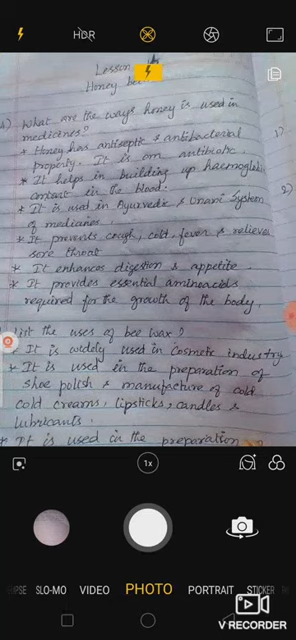 HDR
Lesson
Honey bee
What are the ways honey is used in
medicines?
* Honey has antiseptic & antibacterial
property. It is an antibiotic.
* It helps in building up haemoglobin
content in the blood.
* It is used in Ayurvedic & Unani System
of medicines.
* It prevents cough, cold, fever & relieves
sore throat
* It enhances digestion & appetite.
* It provides essential aminoacids
required for the growth of the body.
1)
2)
List the uses of bee wax?
* It is widely used in cosmetic industry
* It is used in the preparation of
shoe polish & manufacture of cold
cold creams, lipsticks, candles &
lubricants.
* It is used in the preparation
1x
SLO-MO VIDEO PHOTO PORTRAIT STICKER
V RECORDER